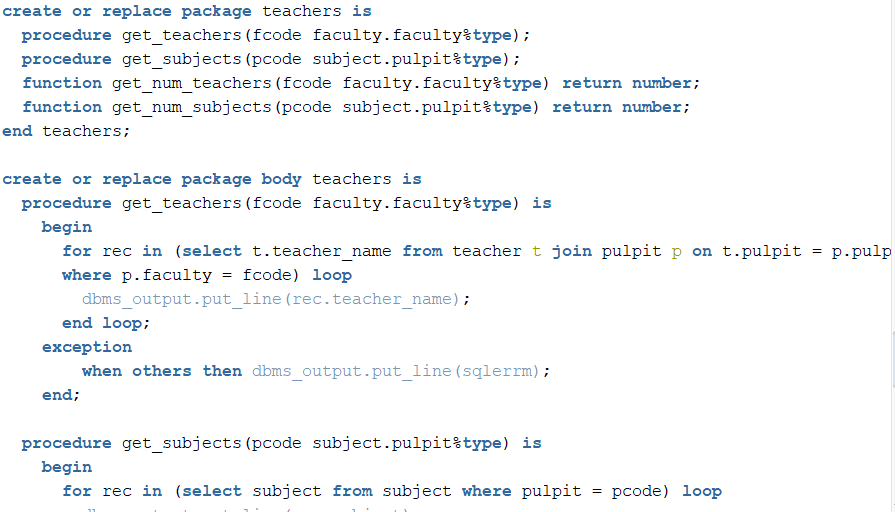 create or replace package teachers is
  procedure get_teachers(fcode faculty.faculty%type);
  procedure get_subjects(pcode subject.pulpit%type);
  function get_num_teachers(fcode faculty.faculty%type) return number;
  function get_num_subjects(pcode subject.pulpit%type) return number;
end teachers;

create or replace package body teachers is
  procedure get_teachers(fcode faculty.faculty%type) is
    begin
      for rec in (select t.teacher_name from teacher t join pulpit p on t.pulpit = p.pulp
      where p.faculty = fcode) loop
        dbms_output.put_line(rec.teacher_name);
      end loop;
    exception
        when others then dbms_output.put_line(sqlerrm);
    end;

  procedure get_subjects(pcode subject.pulpit%type) is
    begin
      for rec in (select subject from subject where pulpit = pcode) loop